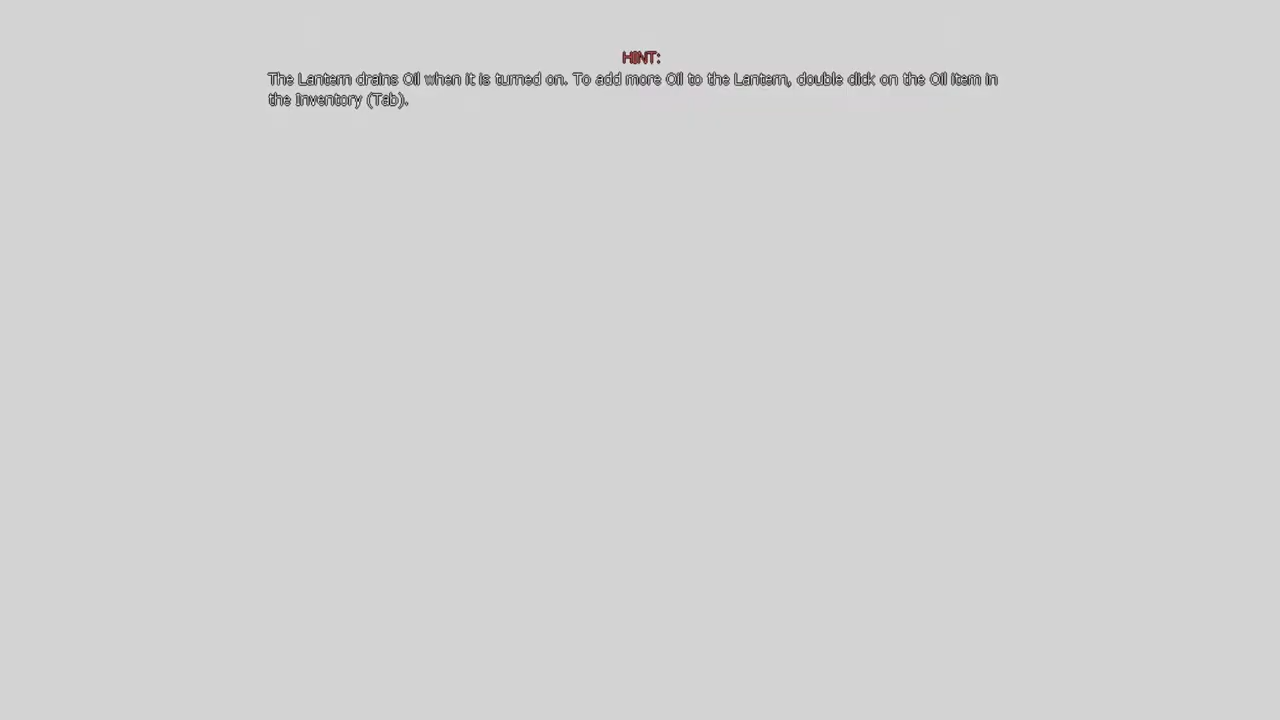 HINT:
The Lantern drains Oil when it is turned on. To add more Oil to the Lantern, double click on the Oil item in
the Inventory (Tab).